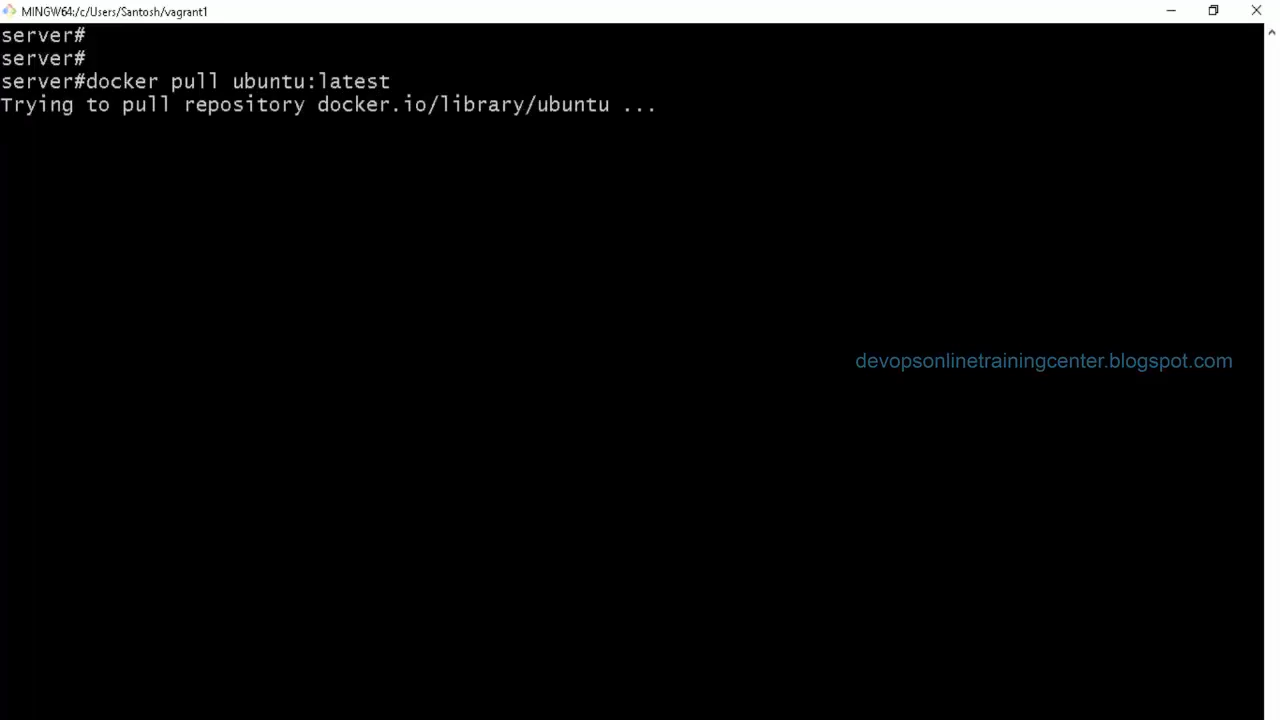 MINGW64:/c/Users/Santosh/vagrant1
server#
server#
server#docker pull ubuntu:latest
Trying to pull repository docker.io/library/ubuntu ...
devopsonlinetrainingcenter.blogspot.com